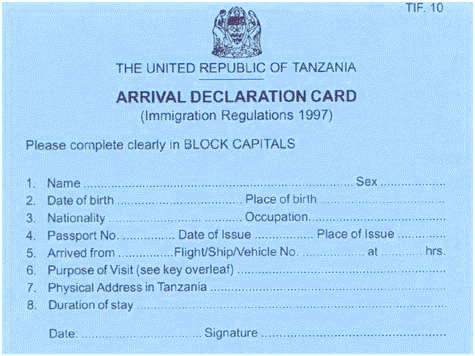 TIF. 10
THE UNITED REPUBLIC OF TANZANIA
ARRIVAL DECLARATION CARD
(Immigration Regulations 1997)
Please complete clearly in BLOCK CAPITALS
1. Name ........................ Sex ........................
2. Date of birth ........................ Place of birth ........................
3. Nationality ........................ Occupation ........................
4. Passport No. ................ Date of Issue ................ Place of Issue ..............
5. Arrived from ................ Flight/Ship/Vehicle No. ................ at ............ hrs.
6. Purpose of Visit (see key overleaf) ........................
7. Physical Address in Tanzania ........................
8. Duration of stay ........................
Date: ........................ Signature ........................